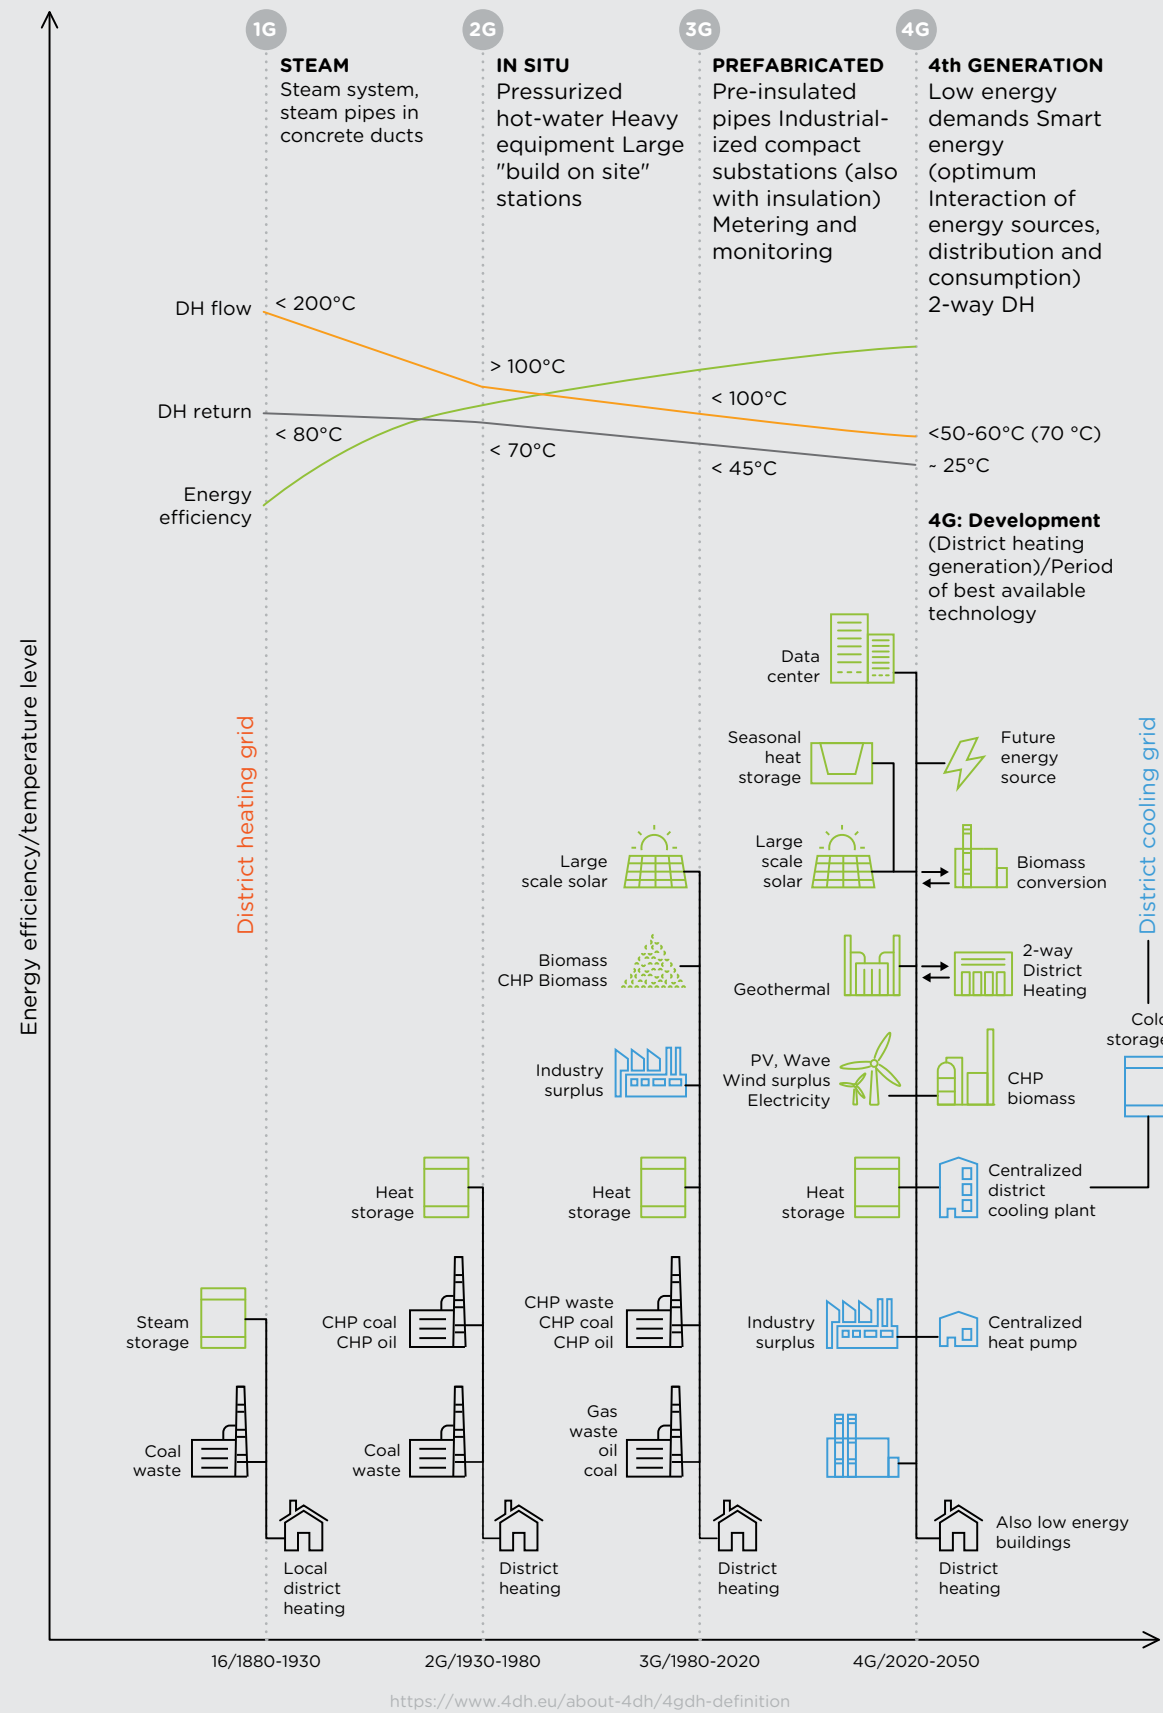 1G
2G
3G
4G
STEAM
Steam system,
steam pipes in
concrete ducts
IN SITU
Pressurized
hot-water Heavy
equipment Large
"build on site"
stations
PREFABRICATED
Pre-insulated
pipes Industrial-
ized compact
substations (also
with insulation)
Metering and
monitoring
4th GENERATION
Low energy
demands Smart
energy
(optimum
Interaction of
energy sources,
distribution and
consumption)
2-way DH
DH flow
< 200°C
> 100°C
< 100°C
<50~60°C (70 °C)
DH return
< 80°C
< 70°C
< 45°C
~ 25°C
Energy
efficiency
4G: Development
(District heating
generation)/Period
of best available
technology
Energy efficiency/temperature level
District heating grid
District cooling grid
Data
center
Seasonal
heat
storage
Future
energy
source
Large
scale solar
Large
scale
solar
Biomass
conversion
Biomass
CHP Biomass
Geothermal
2-way
District
Heating
Cold
storage
Industry
surplus
PV, Wave
Wind surplus
Electricity
CHP
biomass
Heat
storage
Heat
storage
Heat
storage
Centralized
district
cooling plant
Steam
storage
CHP coal
CHP oil
CHP waste
CHP coal
CHP oil
Industry
surplus
Centralized
heat pump
Coal
waste
Coal
waste
Gas
waste
oil
coal
Local
district
heating
District
heating
District
heating
District
heating
Also low energy
buildings
16/1880-1930
2G/1930-1980
3G/1980-2020
4G/2020-2050
https://www.4dh.eu/about-4dh/4gdh-definition